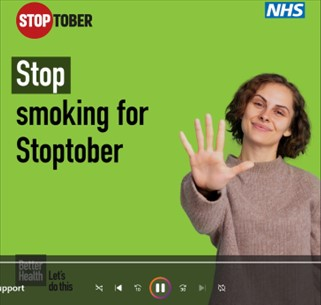 STOPTOBER
NHS
Stop
smoking for
Stoptober
Better
Health
Let's
do this
upport